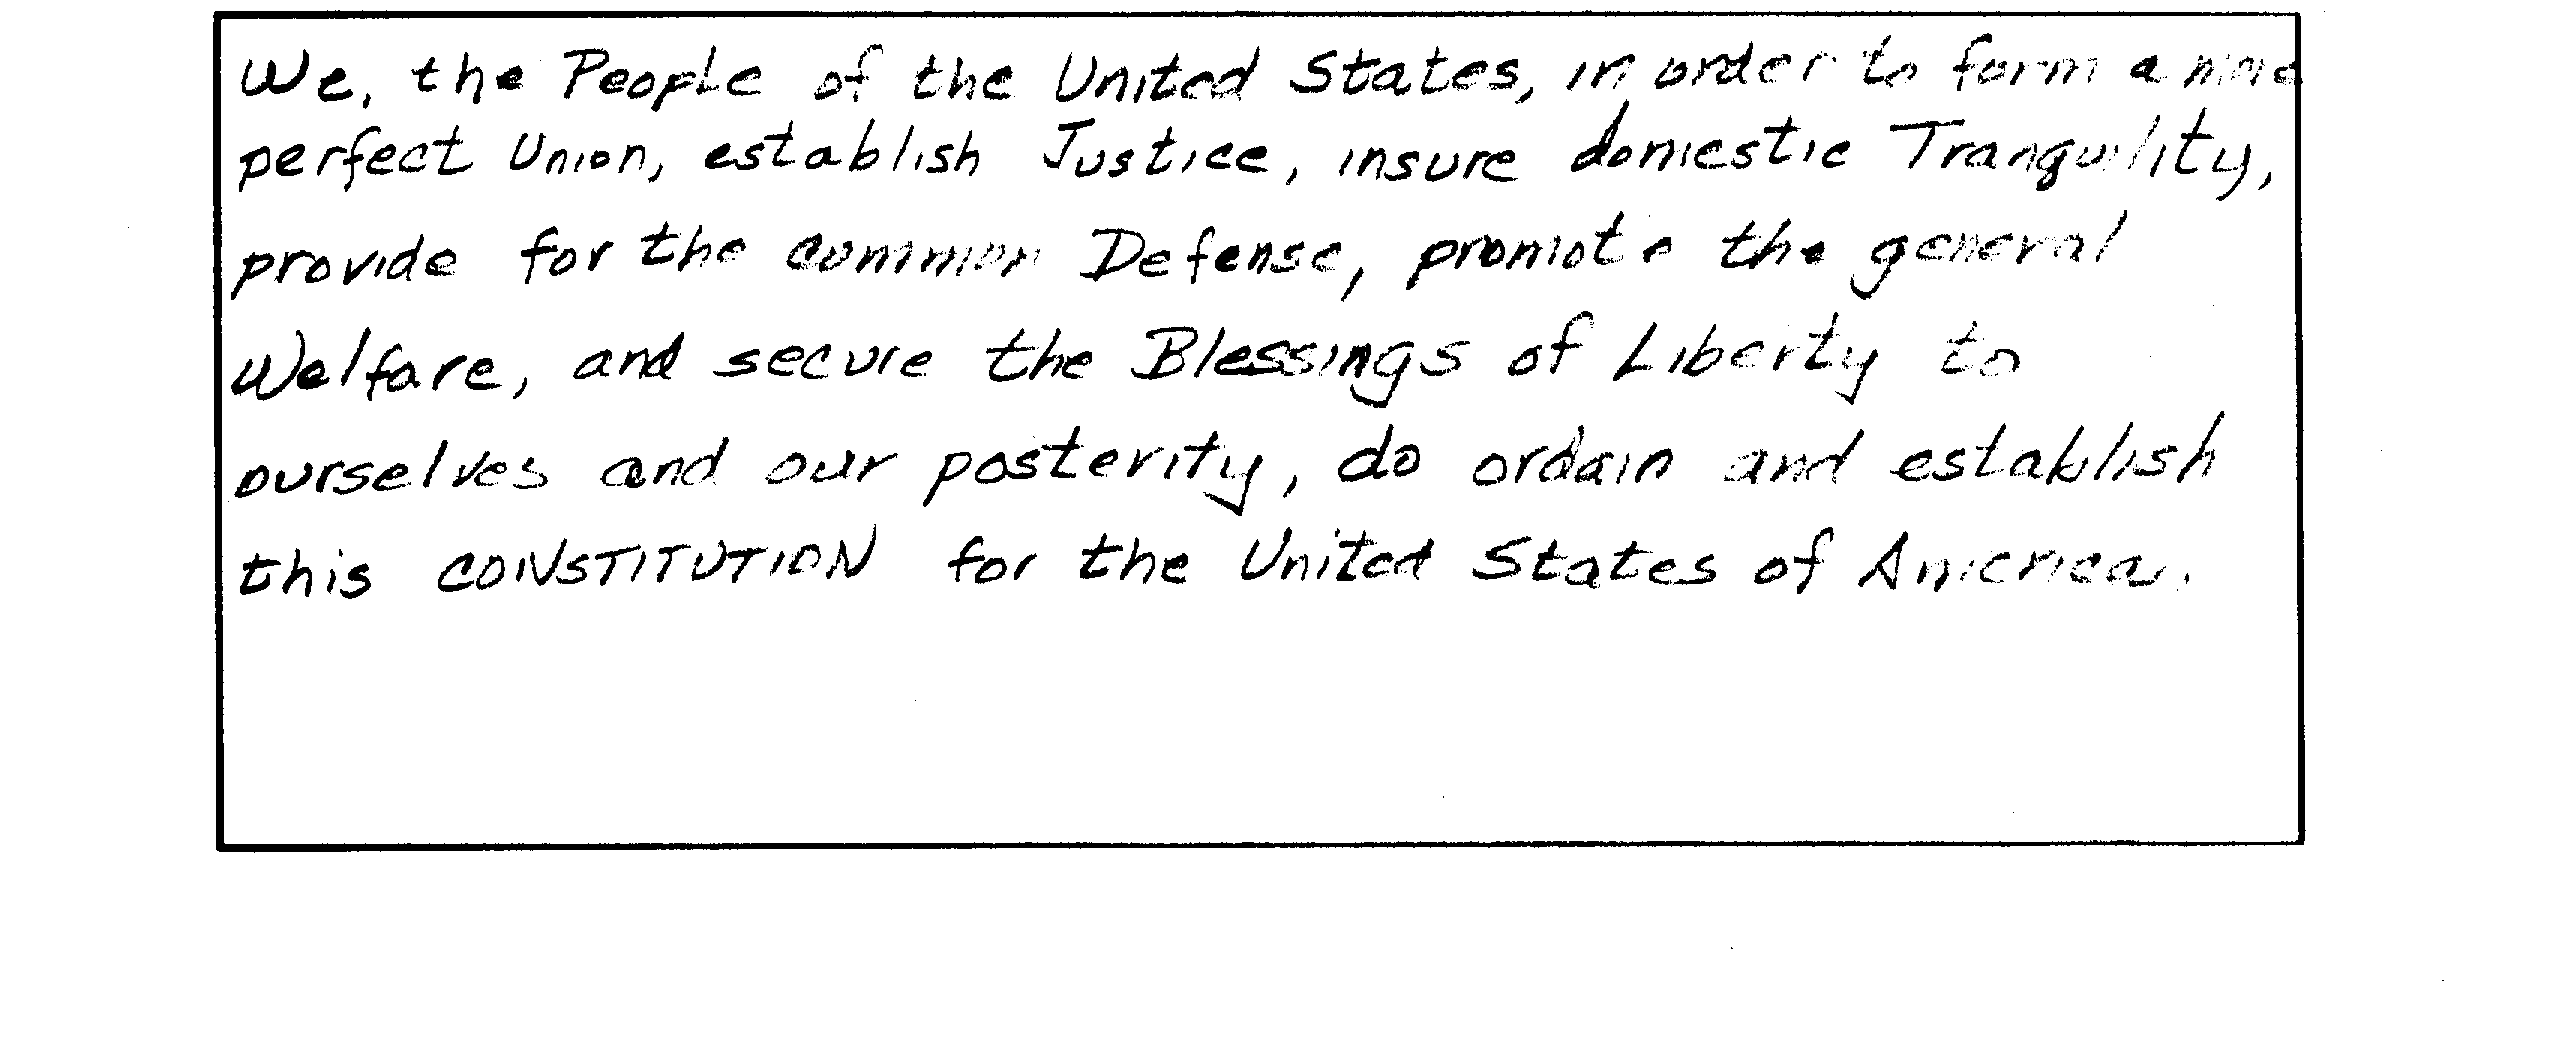 We, the People of the United States, in order to form a more
perfect Union, establish Justice, insure domestic Tranquility,
provide for the common Defense, promote the general
Welfare, and secure the Blessings of Liberty to
ourselves and our posterity, do ordain and establish
this CONSTITUTION for the United States of America.